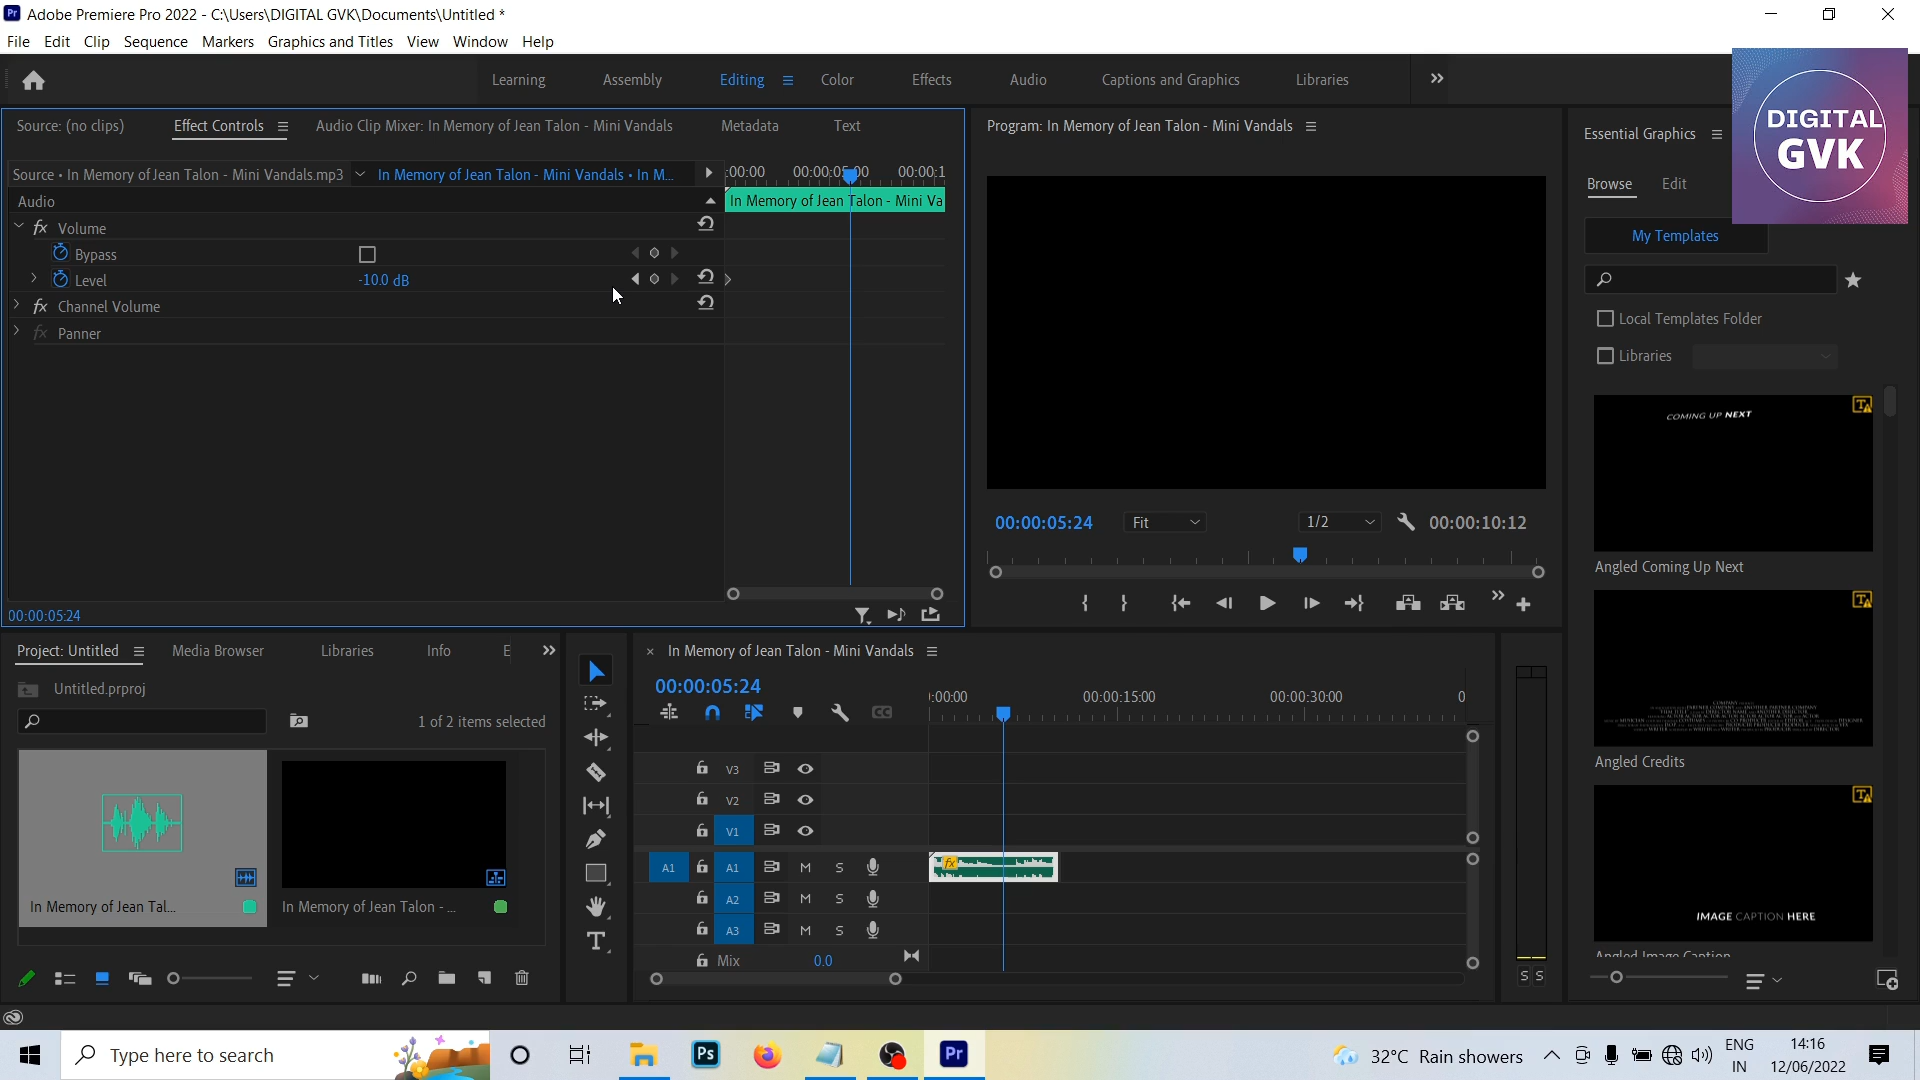 Adobe Premiere Pro 2022 - C:\Users\DIGITAL GVK\Documents\Untitled *
File Edit Clip Sequence Markers Graphics and Titles View Window Help
Learning Assembly Editing Color Effects Audio Captions and Graphics Libraries
DIGITAL
GVK
Source: (no clips) Effect Controls Audio Clip Mixer: In Memory of Jean Talon - Mini Vandals Metadata Text
Source • In Memory of Jean Talon - Mini Vandals.mp3 In Memory of Jean Talon - Mini Vandals • In M...
:00:00 00:00:05:00 00:00:1
Audio
In Memory of Jean Talon - Mini Va
fx Volume
Bypass
Level -10.0 dB
fx Channel Volume
fx Panner
00:00:05:24
Program: In Memory of Jean Talon - Mini Vandals
00:00:05:24 Fit 1/2 00:00:10:12
Essential Graphics
Browse Edit
My Templates
Local Templates Folder
Libraries
COMING UP NEXT
Angled Coming Up Next
Angled Credits
IMAGE CAPTION HERE
Angled Image Caption
Project: Untitled Media Browser Libraries Info E
Untitled.prproj
1 of 2 items selected
In Memory of Jean Tal...
In Memory of Jean Talon - ...
In Memory of Jean Talon - Mini Vandals
00:00:05:24
:00:00 00:00:15:00 00:00:30:00 0
V3
V2
V1
A1 A1 M S fx
A2 M S
A3 M S
Mix 0.0
S S
Type here to search
Ps
Pr
32°C Rain showers
ENG
IN
14:16
12/06/2022